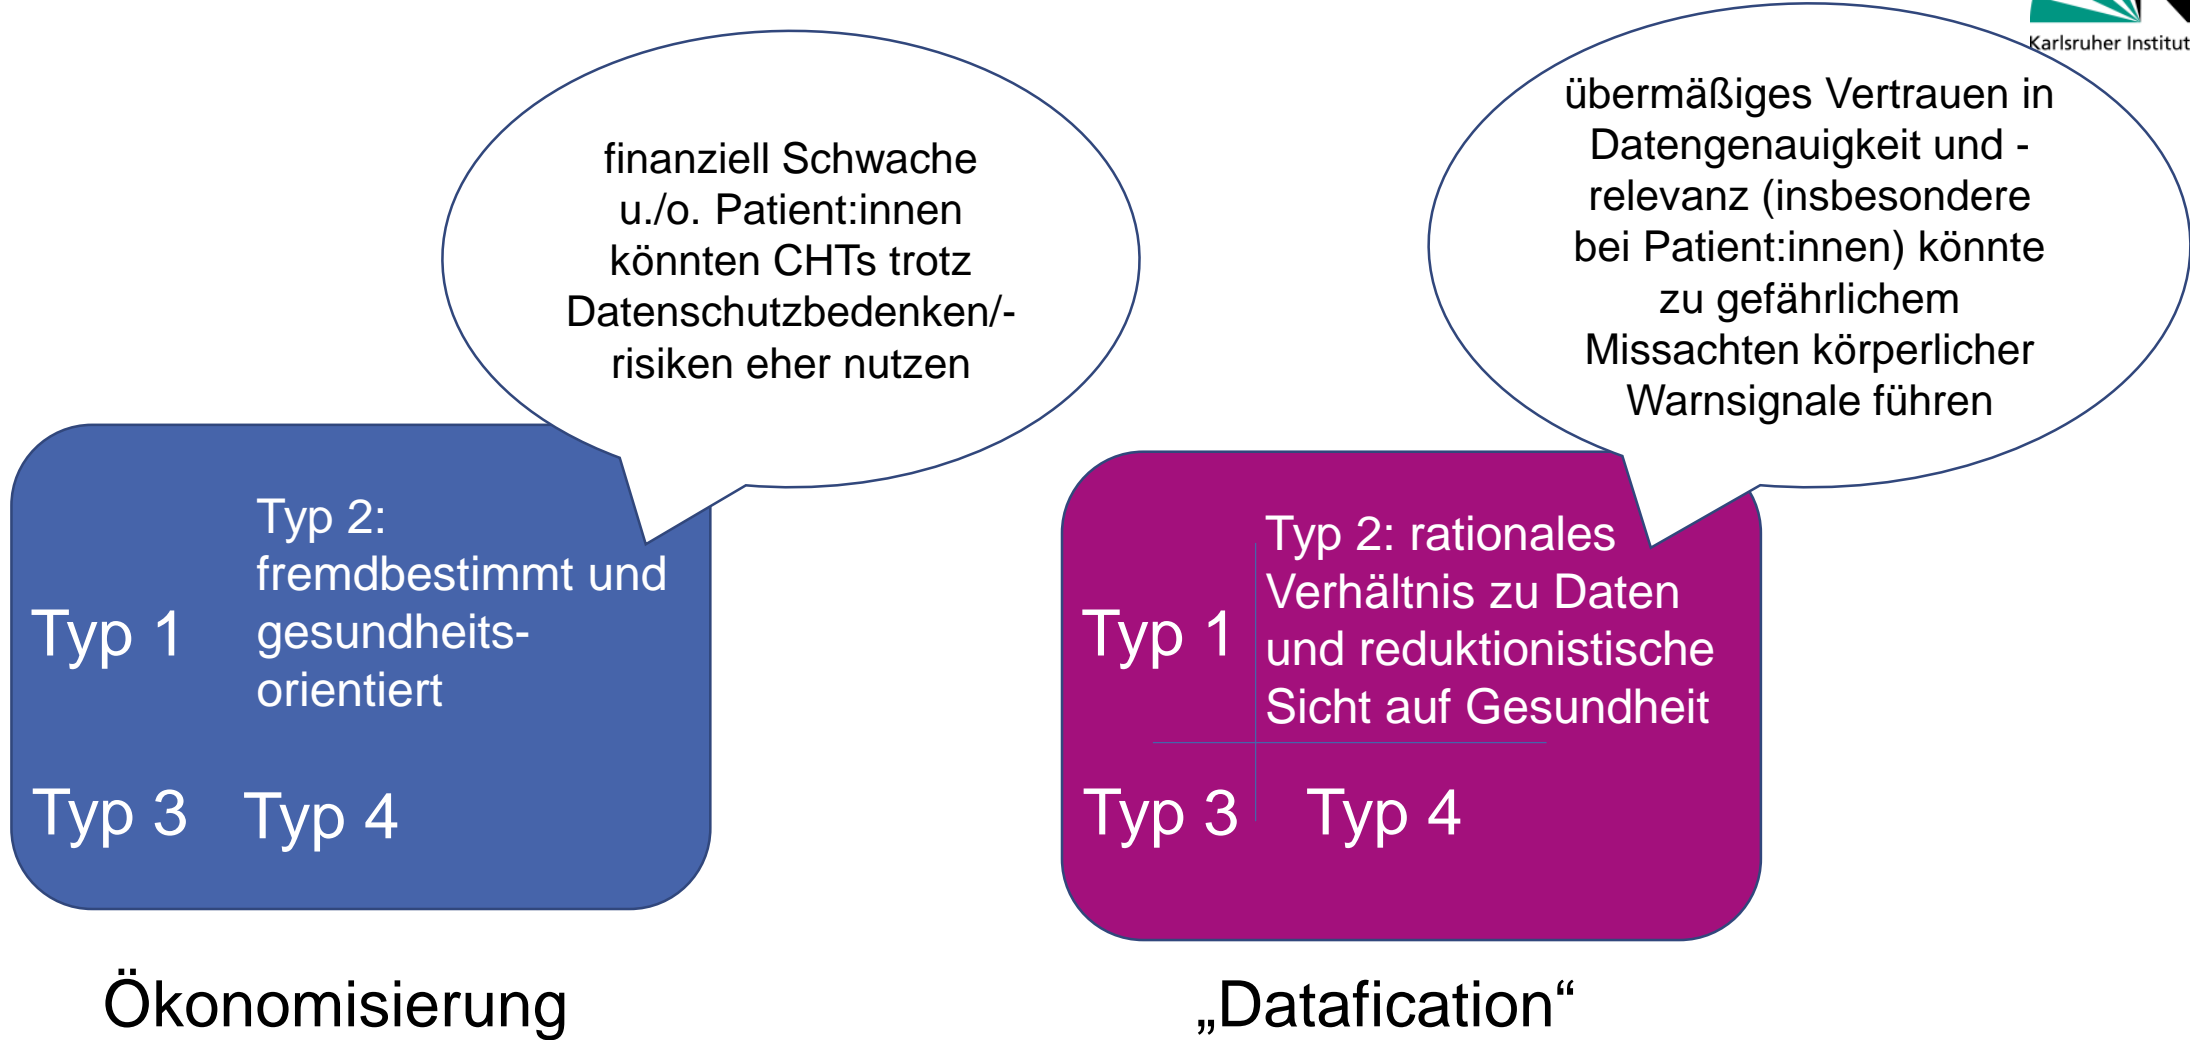 Karlsruher Institut
finanziell Schwache
u./o. Patient:innen
könnten CHTs trotz
Datenschutzbedenken/-
risiken eher nutzen
übermäßiges Vertrauen in
Datengenauigkeit und -
relevanz (insbesondere
bei Patient:innen) könnte
zu gefährlichem
Missachten körperlicher
Warnsignale führen
Typ 1
Typ 2:
fremdbestimmt und
gesundheits-
orientiert
Typ 3
Typ 4
Typ 1
Typ 2: rationales
Verhältnis zu Daten
und reduktionistische
Sicht auf Gesundheit
Typ 3
Typ 4
Ökonomisierung
„Datafication“